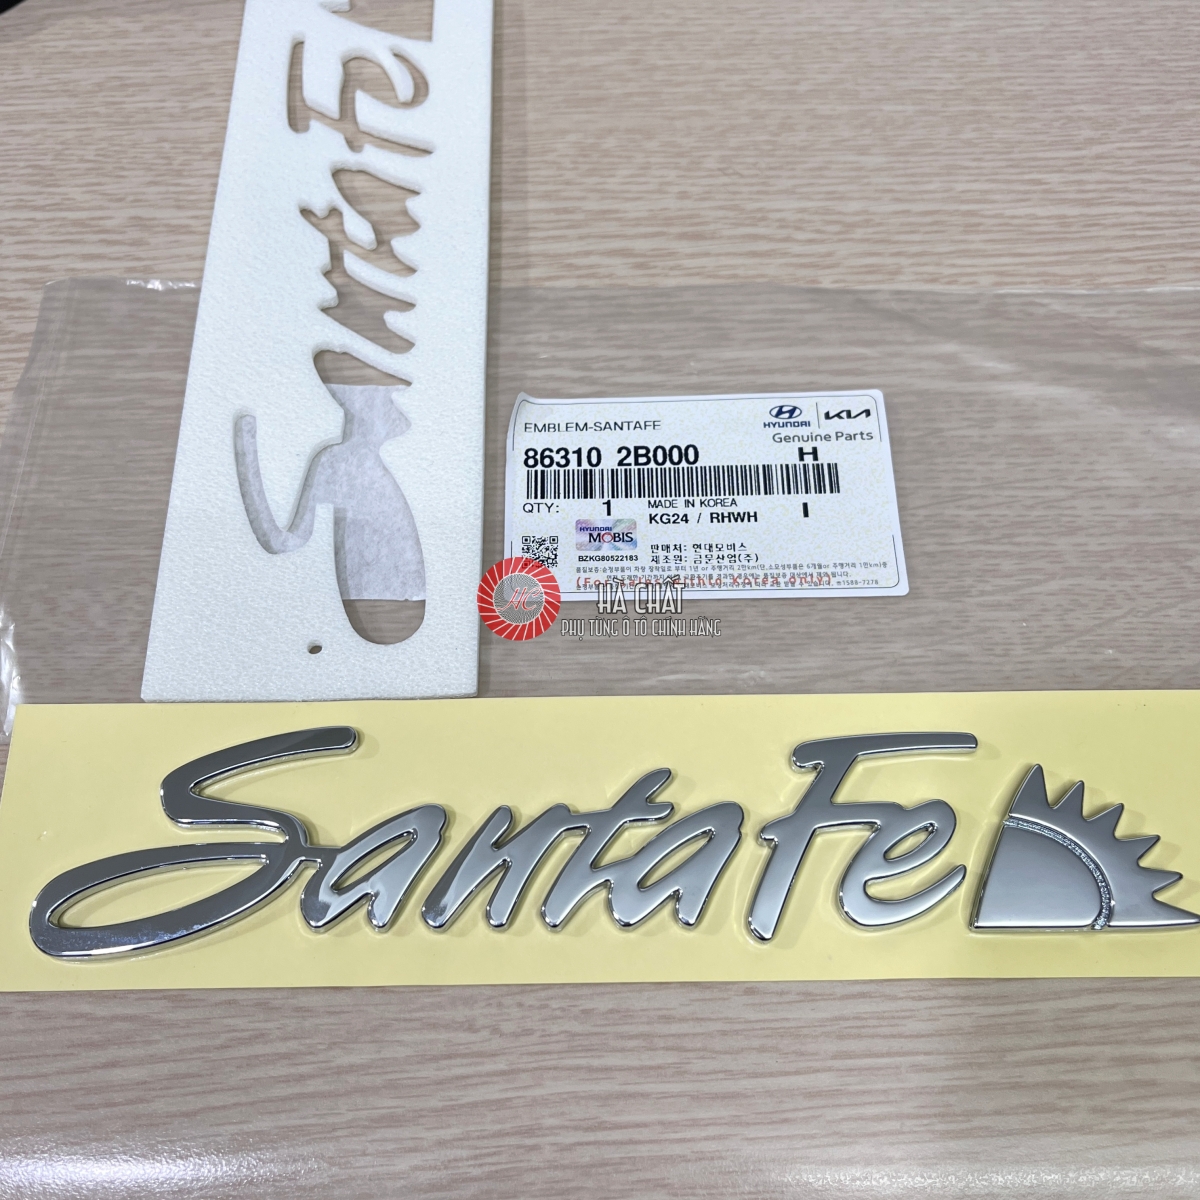 EMBLEM-SANTAFE
HYUNDAI
KIA
Genuine Parts
86310 2B000
H
QTY: 1
MADE IN KOREA
KG24 / RHWH
I
HYUNDAI
MOBIS
BZKG80522183
판매처: 현대모비스
제조원: 금문산업(주)
HÀ CHẤT
PHỤ TÙNG Ô TÔ CHÍNH HÃNG
SantaFe